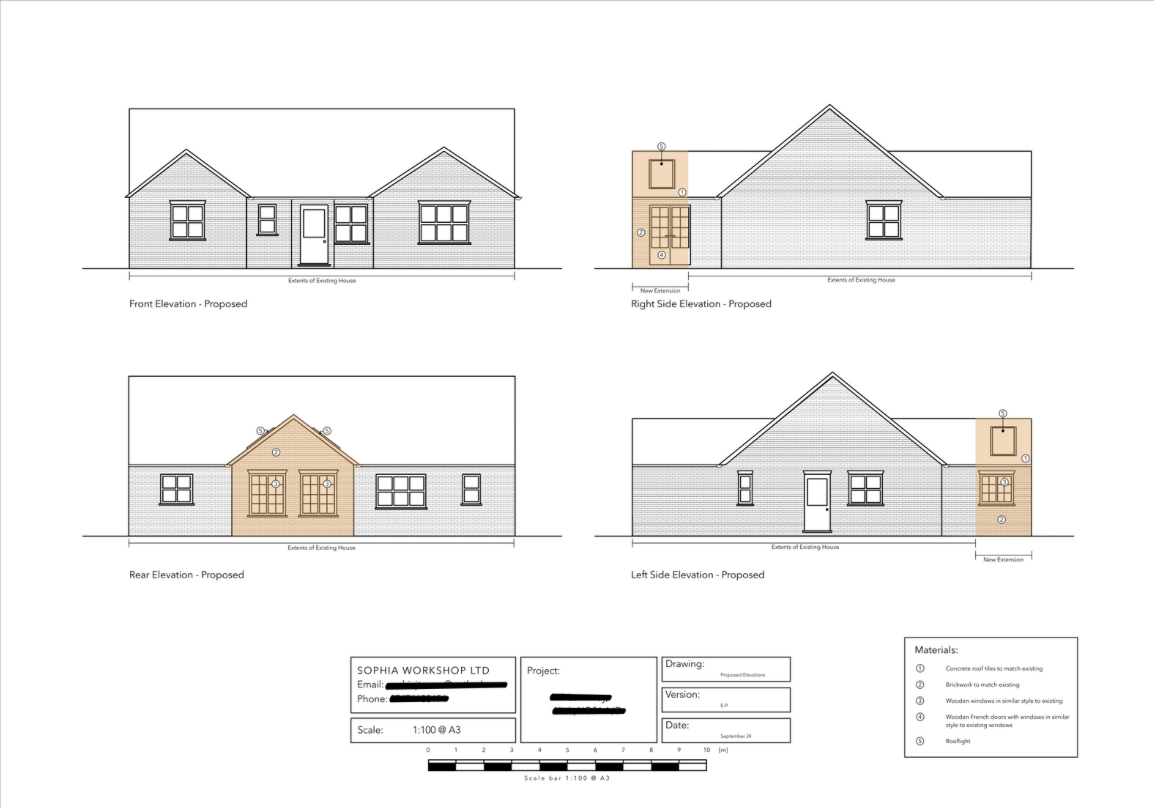 5
1
2
4
Extents of Existing House
Extents of Existing House
New Extension
Front Elevation - Proposed
Right Side Elevation - Proposed
5
5
2
3
3
5
1
3
2
Extents of Existing House
Extents of Existing House
New Extension
Rear Elevation - Proposed
Left Side Elevation - Proposed
SOPHIA WORKSHOP LTD
Email:
Phone:
Scale: 1:100 @ A3
Project:
Drawing:
Proposed Elevations
Version:
E-P
Date:
September 24
0 1 2 3 4 5 6 7 8 9 10 [m]
Scale bar 1:100 @ A3
Materials:
1 Concrete roof tiles to match existing
2 Brickwork to match existing
3 Wooden windows in similar style to existing
4 Wooden French doors with windows in similar
style to existing windows
5 Rooflight